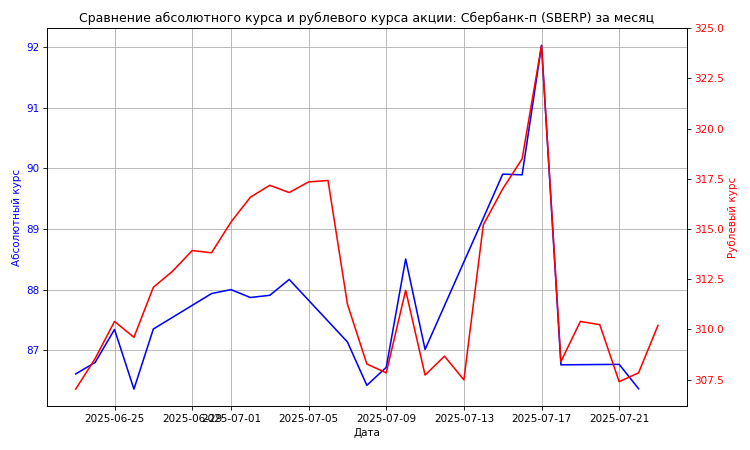 Сравнение абсолютного курса и рублевого курса акции: Сбербанк-п (SBERP) за месяц
Абсолютный курс
92
91
90
89
88
87
325.0
322.5
320.0
317.5
315.0
312.5
310.0
307.5
Рублевый курс
2025-06-25 2025-06-29 2025-07-01 2025-07-05 2025-07-09 2025-07-13 2025-07-17 2025-07-21
Дата